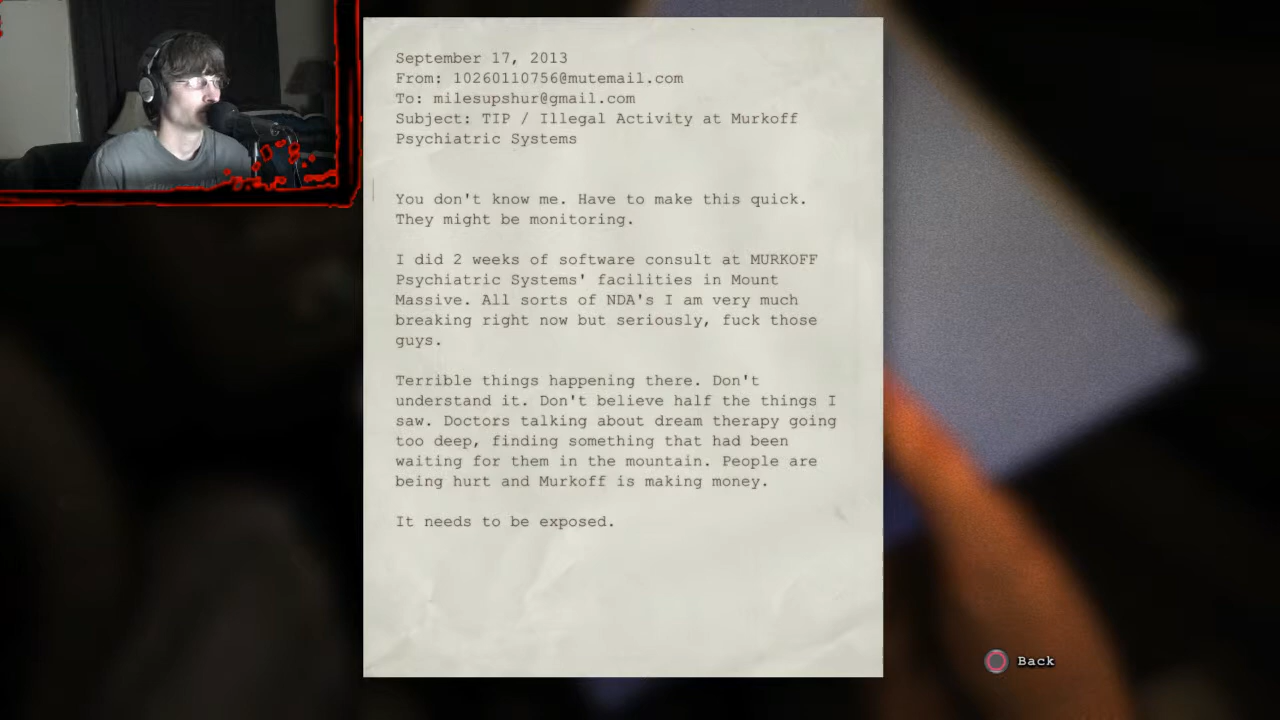 September 17, 2013
From: 10260110756@mutemail.com
To: milesupshur@gmail.com
Subject: TIP / Illegal Activity at Murkoff
Psychiatric Systems
You don't know me. Have to make this quick.
They might be monitoring.
I did 2 weeks of software consult at MURKOFF
Psychiatric Systems' facilities in Mount
Massive. All sorts of NDA's I am very much
breaking right now but seriously, fuck those
guys.
Terrible things happening there. Don't
understand it. Don't believe half the things I
saw. Doctors talking about dream therapy going
too deep, finding something that had been
waiting for them in the mountain. People are
being hurt and Murkoff is making money.
It needs to be exposed.
Back